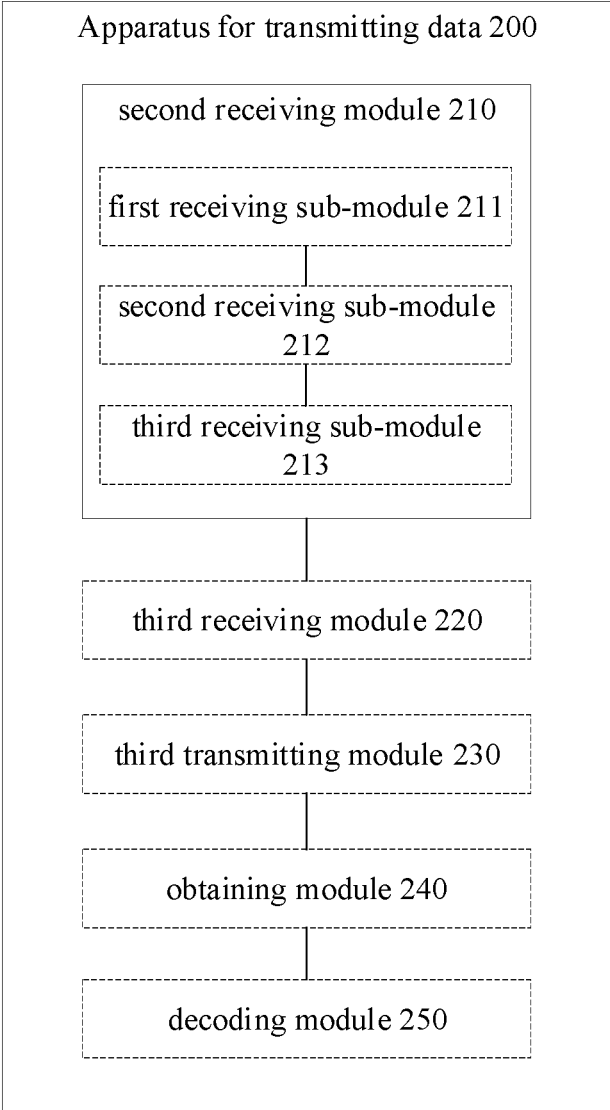 Apparatus for transmitting data 200
second receiving module 210
first receiving sub-module 211
second receiving sub-module
212
third receiving sub-module
213
third receiving module 220
third transmitting module 230
obtaining module 240
decoding module 250